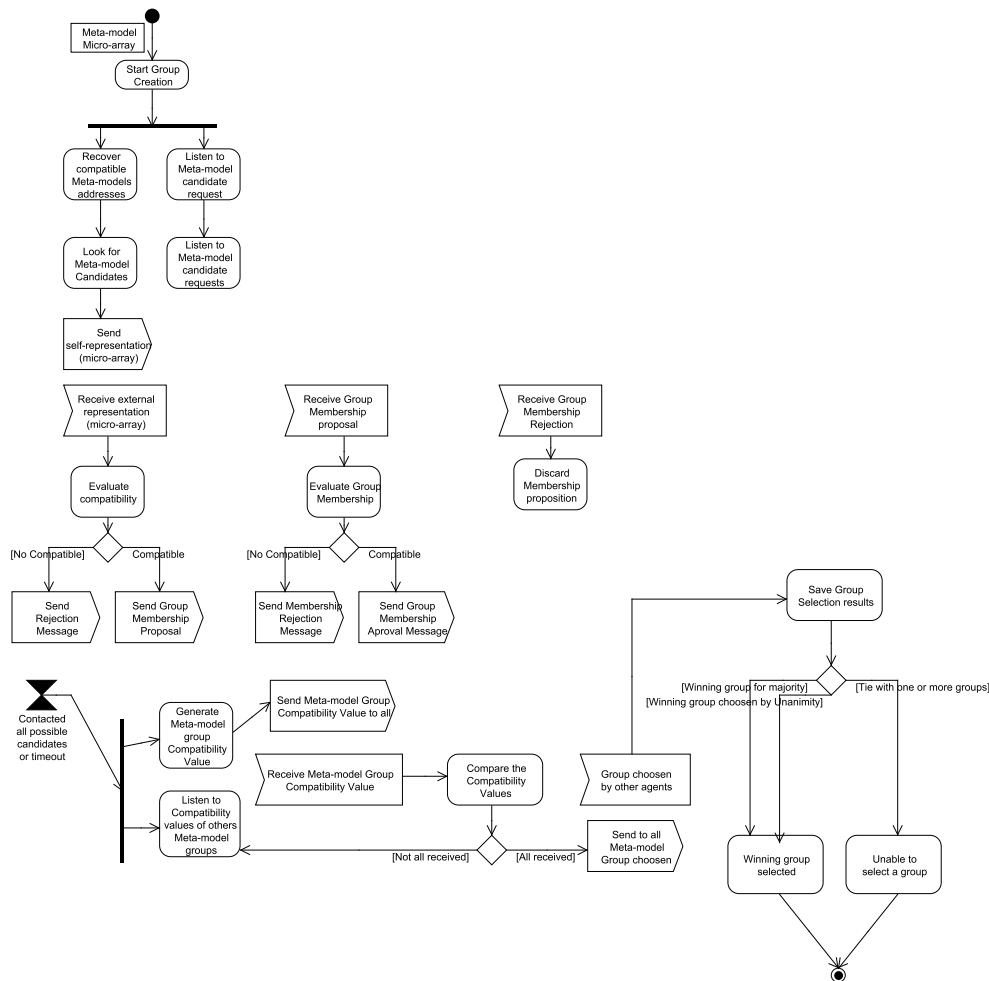 Meta-model
Micro-array
Start Group
Creation
Recover
compatible
Meta-models
addresses
Listen to
Meta-model
candidate
request
Look for
Meta-model
Candidates
Listen to
Meta-model
candidate
requests
Send
self-representation
(micro-array)
Receive external
representation
(micro-array)
Receive Group
Membership
proposal
Receive Group
Membership
Rejection
Evaluate
compatibility
Evaluate Group
Membership
Discard
Membership
proposition
[No Compatible]
Compatible
[No Compatible]
Compatible
Send
Rejection
Message
Send Group
Membership
Proposal
Send Membership
Rejection
Message
Send Group
Membership
Aproval Message
Save Group
Selection results
[Winning group for majority]
[Tie with one or more groups]
[Winning group choosen by Unanimity]
Contacted
all possible
candidates
or timeout
Generate
Meta-model
group
Compatibility
Value
Send Meta-model Group
Compatibility Value to all
Receive Meta-model Group
Compatibility Value
Compare the
Compatibility
Values
Group choosen
by other agents
Listen to
Compatibility
values of others
Meta-model
groups
[Not all received]
[All received]
Send to all
Meta-model
Group choosen
Winning group
selected
Unable to
select a group